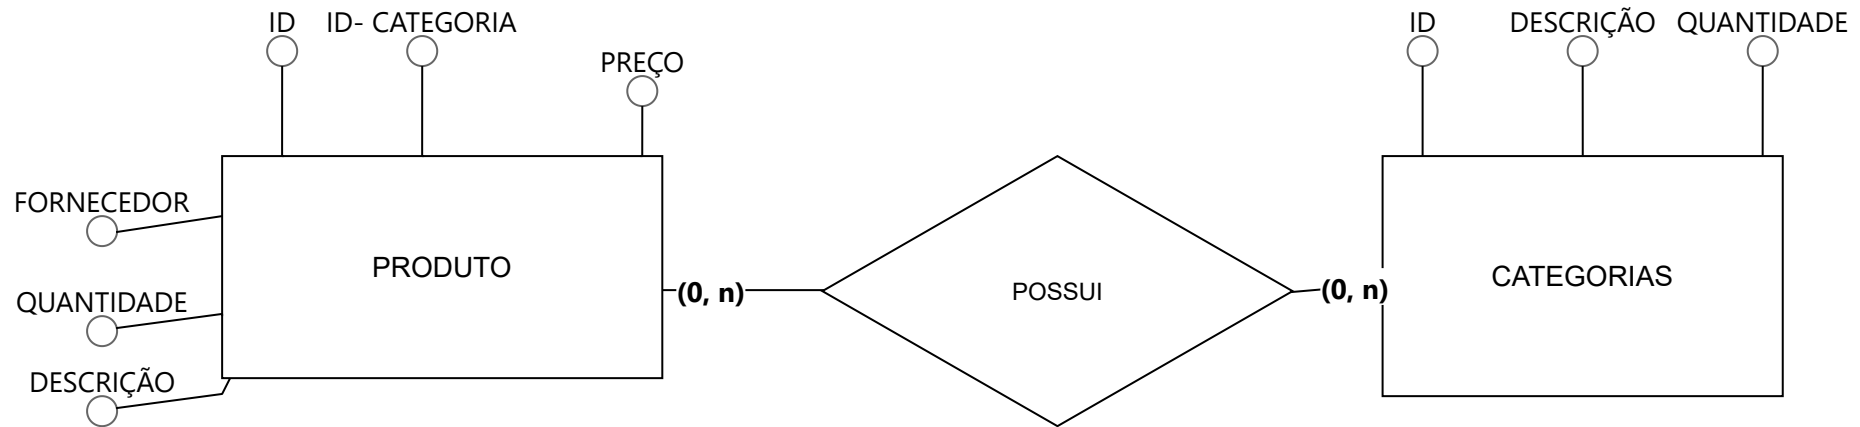 ID
ID- CATEGORIA
PREÇO
FORNECEDOR
QUANTIDADE
DESCRIÇÃO
PRODUTO
(0, n)
POSSUI
(0, n)
ID
DESCRIÇÃO
QUANTIDADE
CATEGORIAS